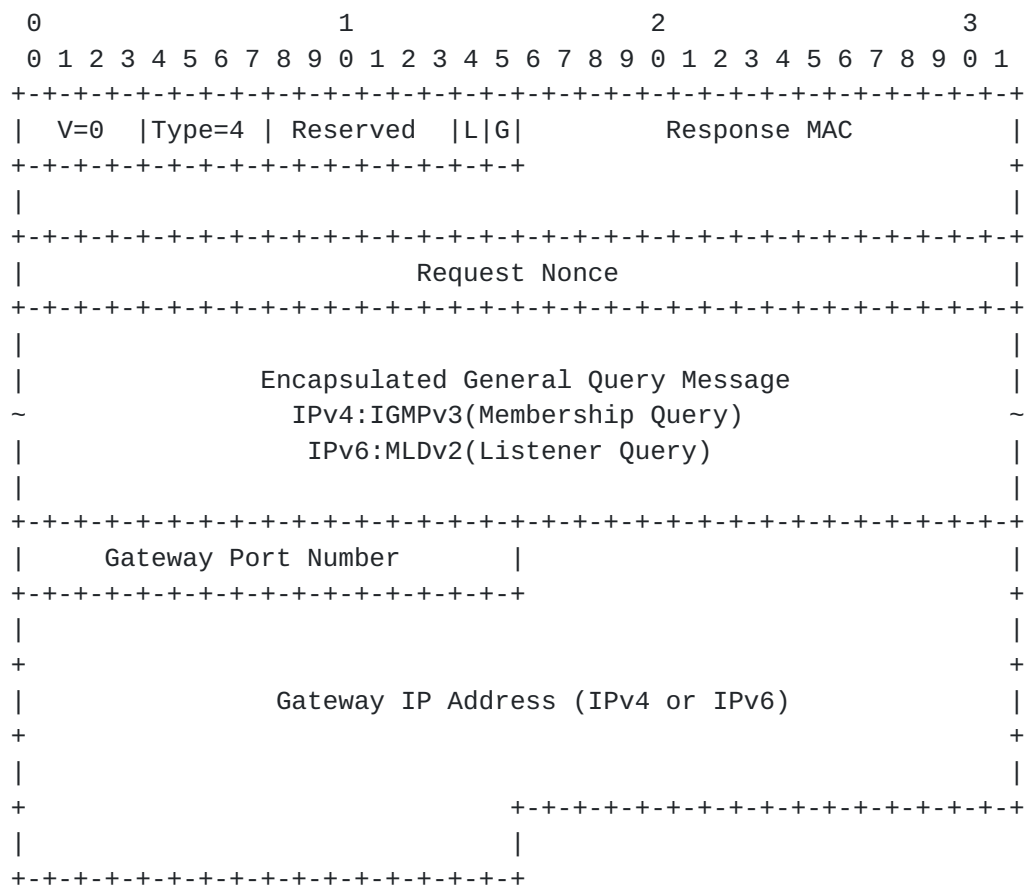 0                   1                   2                   3
 0 1 2 3 4 5 6 7 8 9 0 1 2 3 4 5 6 7 8 9 0 1 2 3 4 5 6 7 8 9 0 1
+-+-+-+-+-+-+-+-+-+-+-+-+-+-+-+-+-+-+-+-+-+-+-+-+-+-+-+-+-+-+-+-+
|  V=0  |Type=4 | Reserved  |L|G|         Response MAC          |
+-+-+-+-+-+-+-+-+-+-+-+-+-+-+-+-+                               +
|                                                               |
+-+-+-+-+-+-+-+-+-+-+-+-+-+-+-+-+-+-+-+-+-+-+-+-+-+-+-+-+-+-+-+-+
|                         Request Nonce                         |
+-+-+-+-+-+-+-+-+-+-+-+-+-+-+-+-+-+-+-+-+-+-+-+-+-+-+-+-+-+-+-+-+
|                                                               |
|               Encapsulated General Query Message              |
~                 IPv4:IGMPv3(Membership Query)                 ~
|                  IPv6:MLDv2(Listener Query)                   |
|                                                               |
+-+-+-+-+-+-+-+-+-+-+-+-+-+-+-+-+-+-+-+-+-+-+-+-+-+-+-+-+-+-+-+-+
|     Gateway Port Number       |                               |
+-+-+-+-+-+-+-+-+-+-+-+-+-+-+-+-+                               +
|                                                               |
+                                                               +
|                Gateway IP Address (IPv4 or IPv6)              |
+                                                               +
|                                                               |
+                               +-+-+-+-+-+-+-+-+-+-+-+-+-+-+-+-+
|                               |
+-+-+-+-+-+-+-+-+-+-+-+-+-+-+-+-+